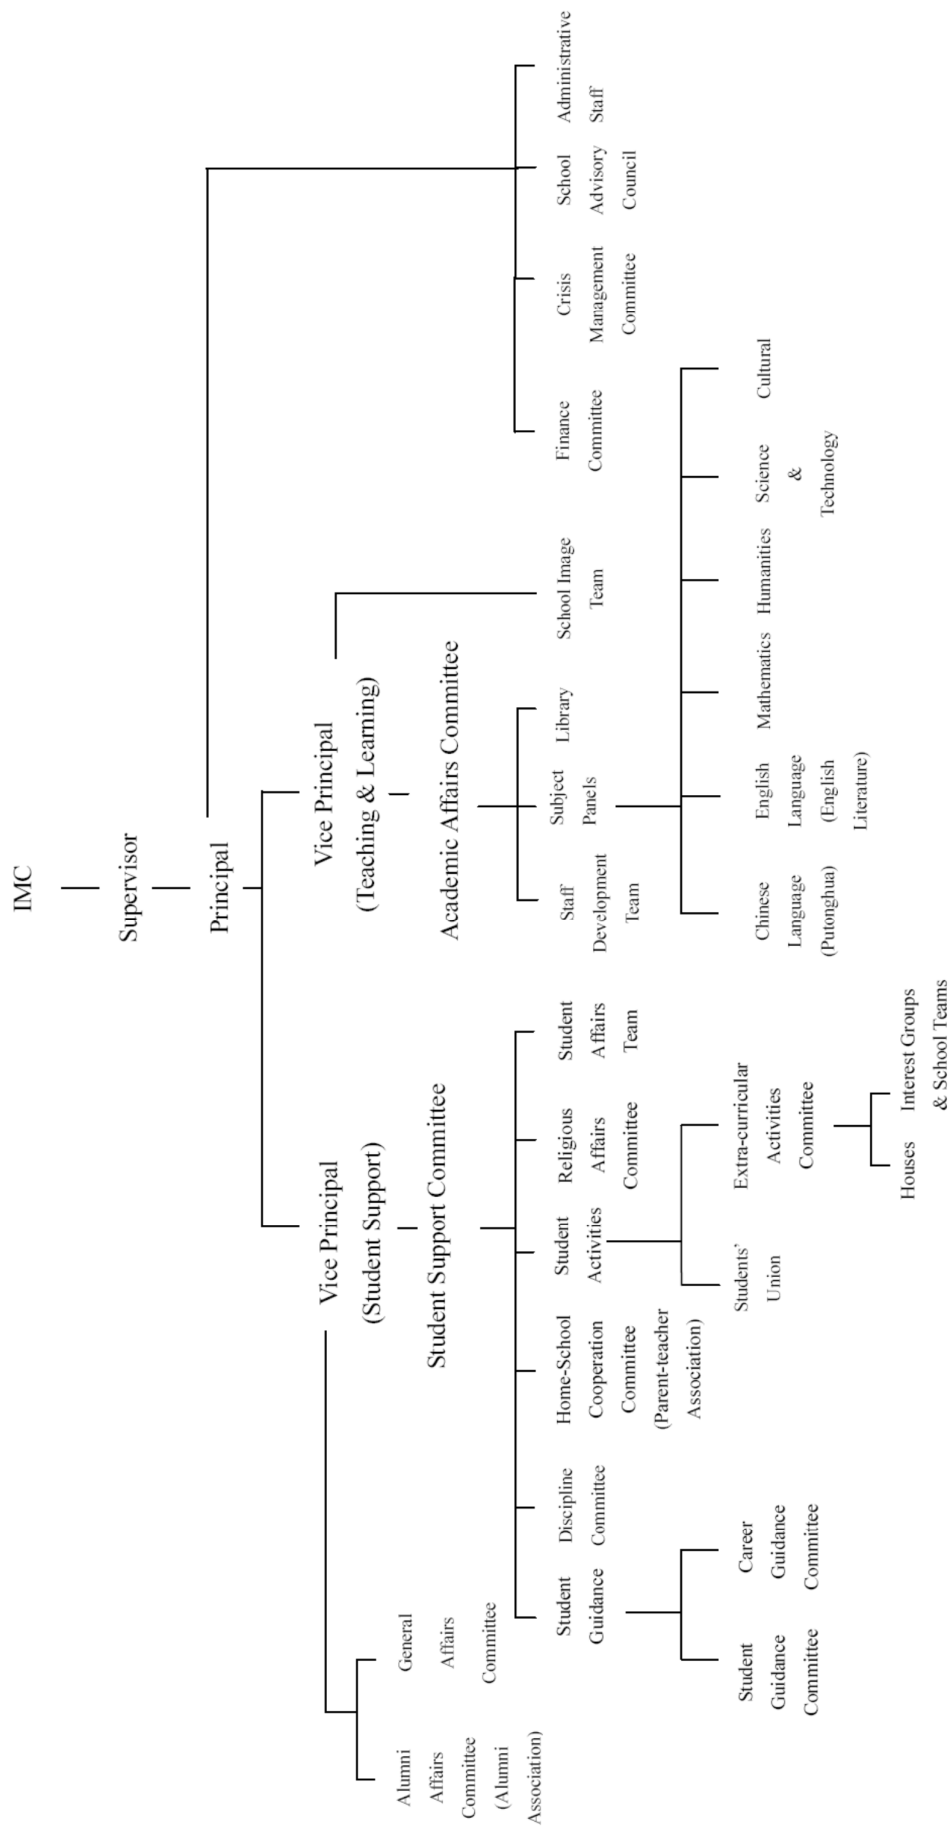 IMC
Supervisor
Principal
Vice Principal
(Student Support)
Student Support Committee
Vice Principal
(Teaching & Learning)
Academic Affairs Committee
Alumni
Affairs
Committee
(Alumni
Association)
General
Affairs
Committee
Student
Guidance
Discipline
Committee
Home-School
Cooperation
Committee
(Parent-teacher
Association)
Student
Activities
Religious
Affairs
Committee
Student
Affairs
Team
Staff
Development
Team
Subject
Panels
Library
School Image
Team
Finance
Committee
Crisis
Management
Committee
School
Advisory
Council
Administrative
Staff
Student
Guidance
Committee
Career
Guidance
Committee
Students’
Union
Extra-curricular
Activities
Committee
Chinese
Language
(Putonghua)
English
Language
(English
Literature)
Mathematics
Humanities
Science
&
Technology
Cultural
Houses
Interest Groups
& School Teams